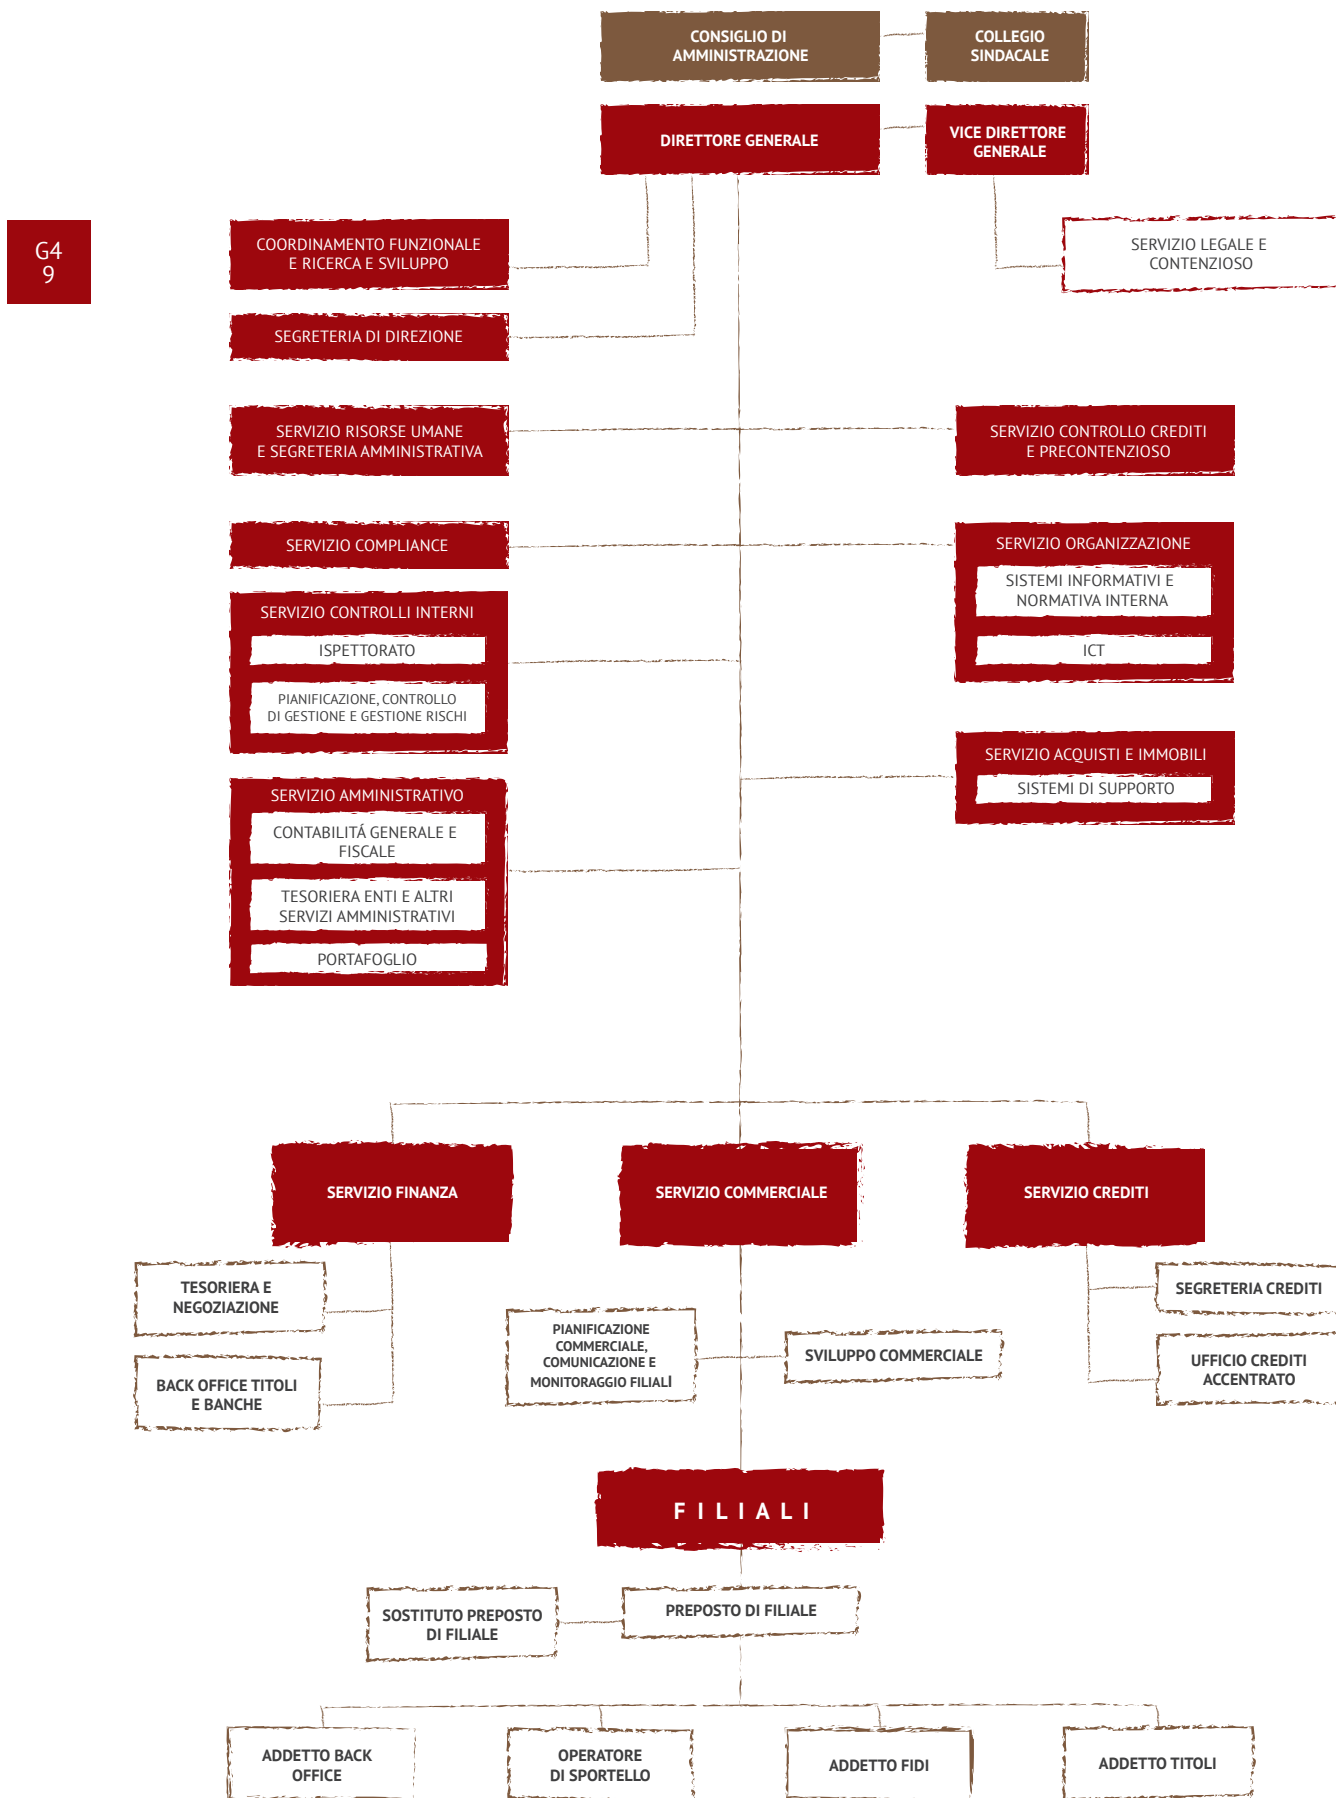 CONSIGLIO DI
AMMINISTRAZIONE
COLLEGIO
SINDACALE
DIRETTORE GENERALE
VICE DIRETTORE
GENERALE
G4
9
COORDINAMENTO FUNZIONALE
E RICERCA E SVILUPPO
SERVIZIO LEGALE E
CONTENZIOSO
SEGRETERIA DI DIREZIONE
SERVIZIO RISORSE UMANE
E SEGRETERIA AMMINISTRATIVA
SERVIZIO CONTROLLO CREDITI
E PRECONTENZIOSO
SERVIZIO COMPLIANCE
SERVIZIO ORGANIZZAZIONE
SISTEMI INFORMATIVI E
NORMATIVA INTERNA
ICT
SERVIZIO CONTROLLI INTERNI
ISPETTORATO
PIANIFICAZIONE, CONTROLLO
DI GESTIONE E GESTIONE RISCHI
SERVIZIO ACQUISTI E IMMOBILI
SISTEMI DI SUPPORTO
SERVIZIO AMMINISTRATIVO
CONTABILITÁ GENERALE E
FISCALE
TESORIERA ENTI E ALTRI
SERVIZI AMMINISTRATIVI
PORTAFOGLIO
SERVIZIO FINANZA
SERVIZIO COMMERCIALE
SERVIZIO CREDITI
TESORIERA E
NEGOZIAZIONE
BACK OFFICE TITOLI
E BANCHE
PIANIFICAZIONE
COMMERCIALE,
COMUNICAZIONE E
MONITORAGGIO FILIALI
SVILUPPO COMMERCIALE
SEGRETERIA CREDITI
UFFICIO CREDITI
ACCENTRATO
FILIALI
SOSTITUTO PREPOSTO
DI FILIALE
PREPOSTO DI FILIALE
ADDETTO BACK
OFFICE
OPERATORE
DI SPORTELLO
ADDETTO FIDI
ADDETTO TITOLI